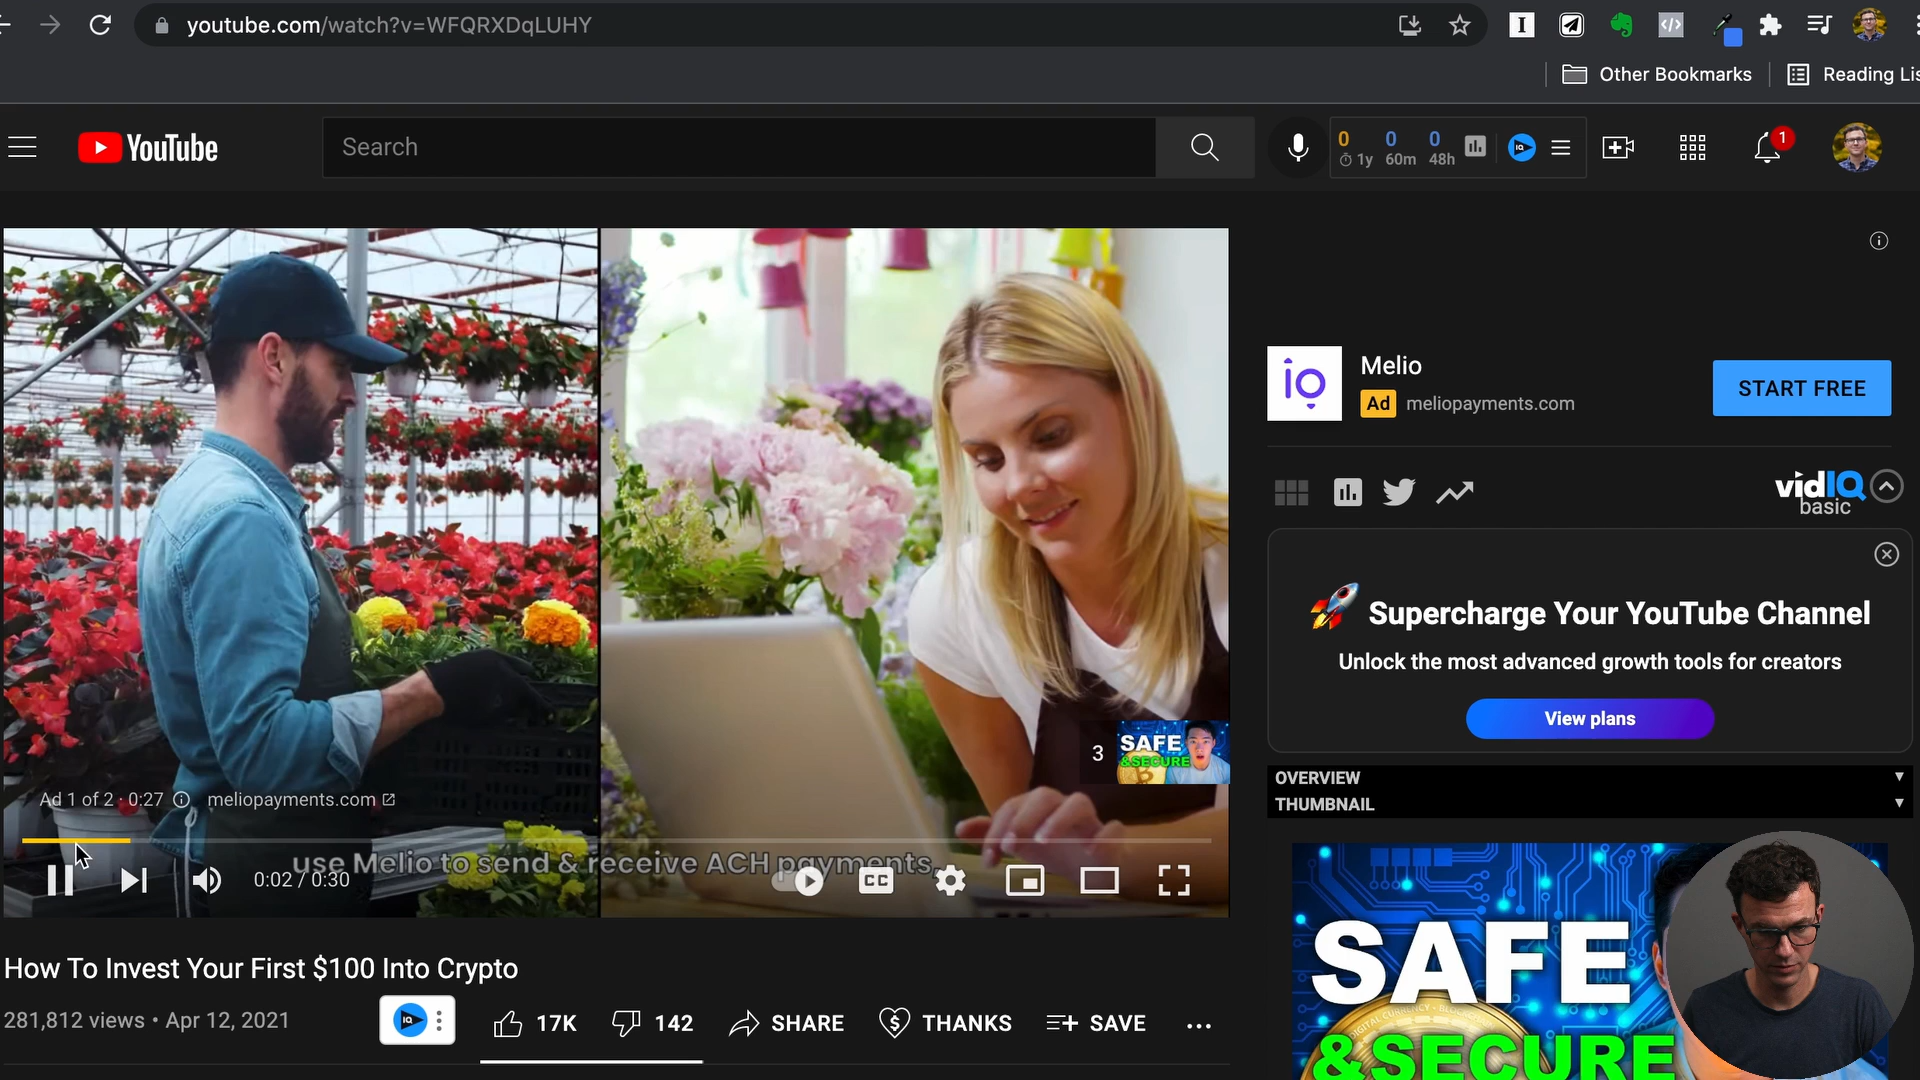 youtube.com/watch?v=WFQRXDqLUHY
Other Bookmarks
Reading Lis
YouTube
Search
0 0 0
1y 60m 48h
1
Melio
Ad meliopayments.com
START FREE
vidIQ
basic
Supercharge Your YouTube Channel
Unlock the most advanced growth tools for creators
View plans
3
SAFE
&SECURE
Ad 1 of 2 · 0:27 meliopayments.com
use Melio to send & receive ACH payments
0:02 / 0:30
CC
OVERVIEW
THUMBNAIL
SAFE
&SECURE
DIGITAL CURRENCY
How To Invest Your First $100 Into Crypto
281,812 views • Apr 12, 2021
IQ
17K
142
SHARE
THANKS
SAVE